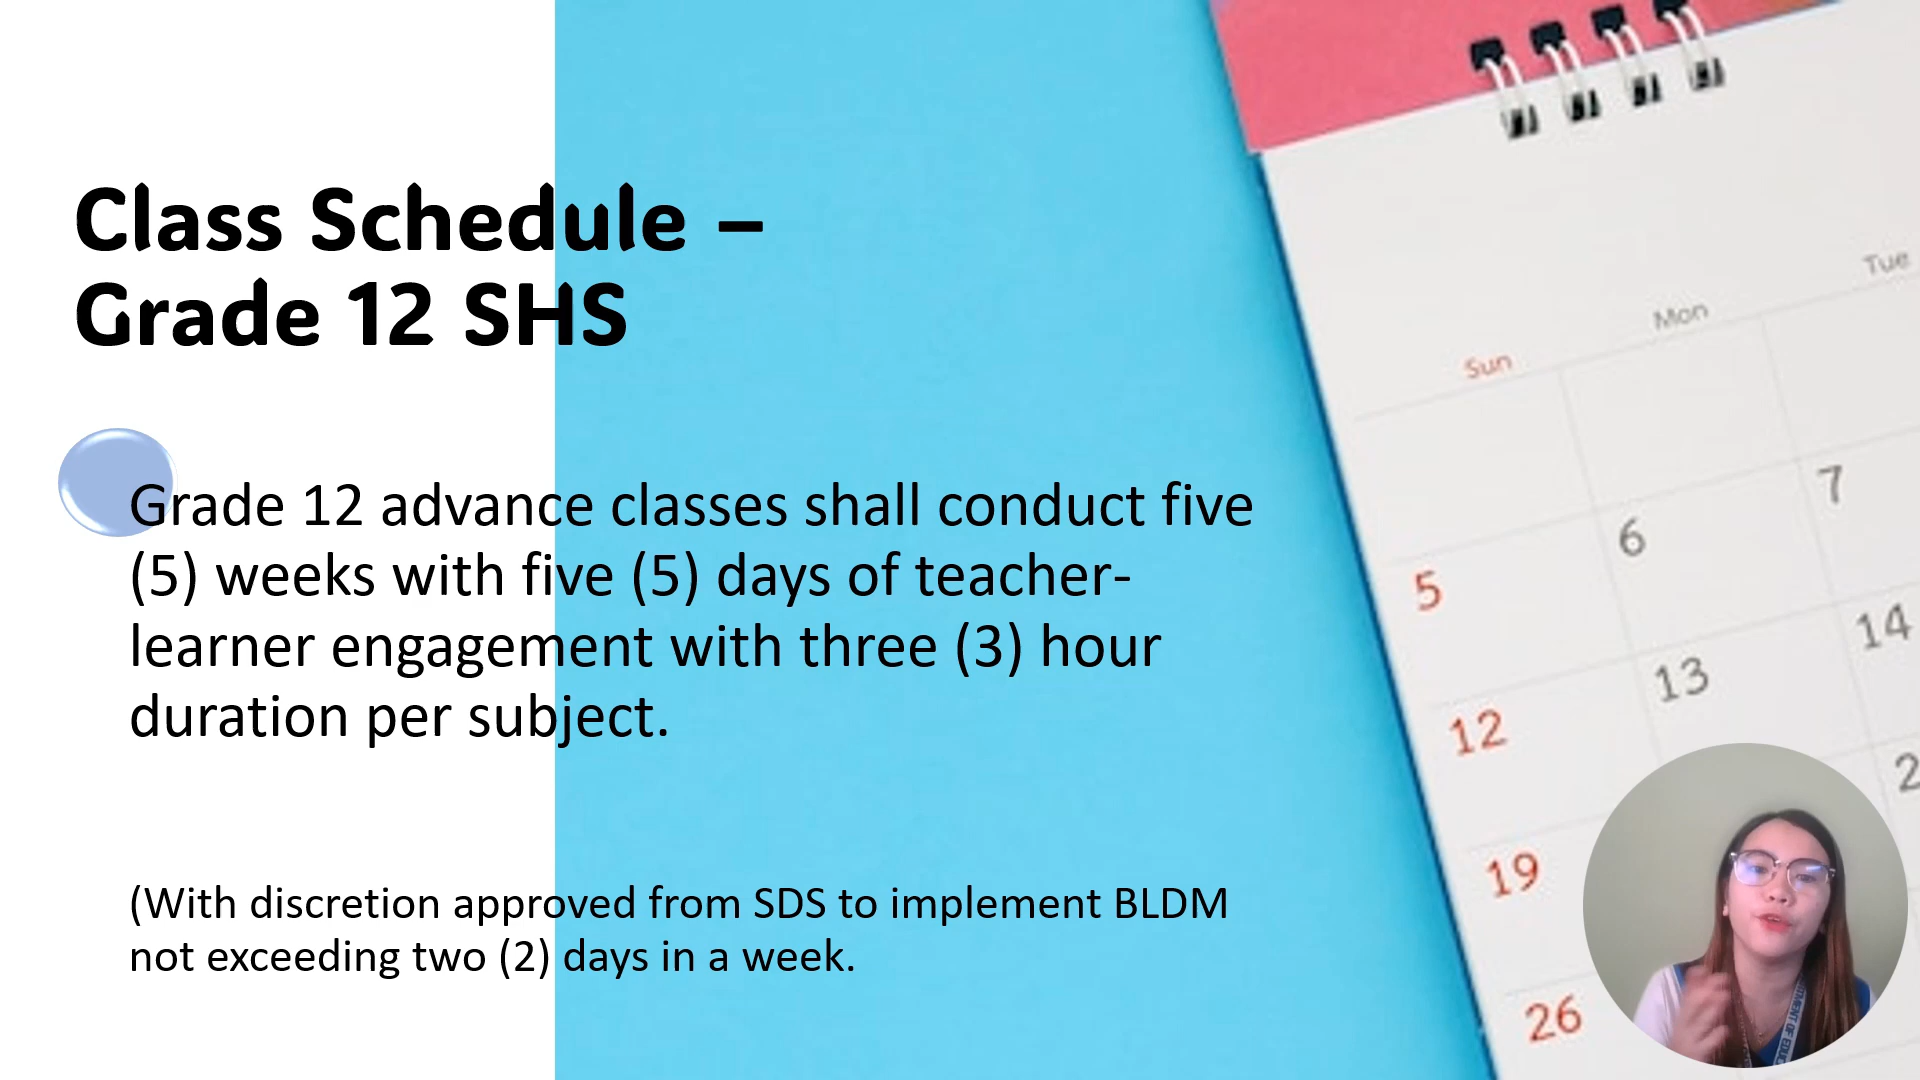 Class Schedule –
Grade 12 SHS
Grade 12 advance classes shall conduct five
(5) weeks with five (5) days of teacher-
learner engagement with three (3) hour
duration per subject.
(With discretion approved from SDS to implement BLDM
not exceeding two (2) days in a week.
Sun
Mon
Tue
5
6
7
12
13
14
19
26